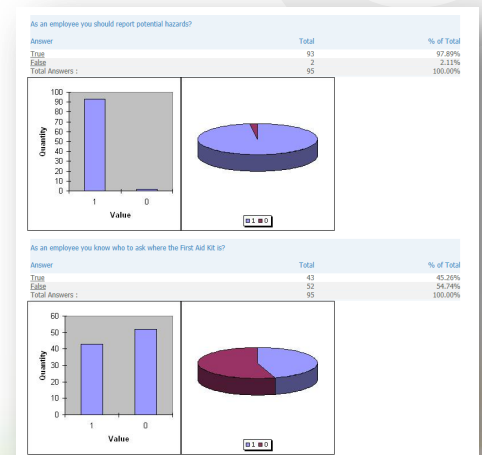 As an employee you should report potential hazards?
Answer Total % of Total
True 93 97.89%
False 2 2.11%
Total Answers : 95 100.00%
100
90
80
70
60
50
40
30
20
10
0
Quantity
1 0
Value
1 0
As an employee you know who to ask where the First Aid Kit is?
Answer Total % of Total
True 43 45.26%
False 52 54.74%
Total Answers : 95 100.00%
60
50
40
30
20
10
0
Quantity
1 0
Value
1 0